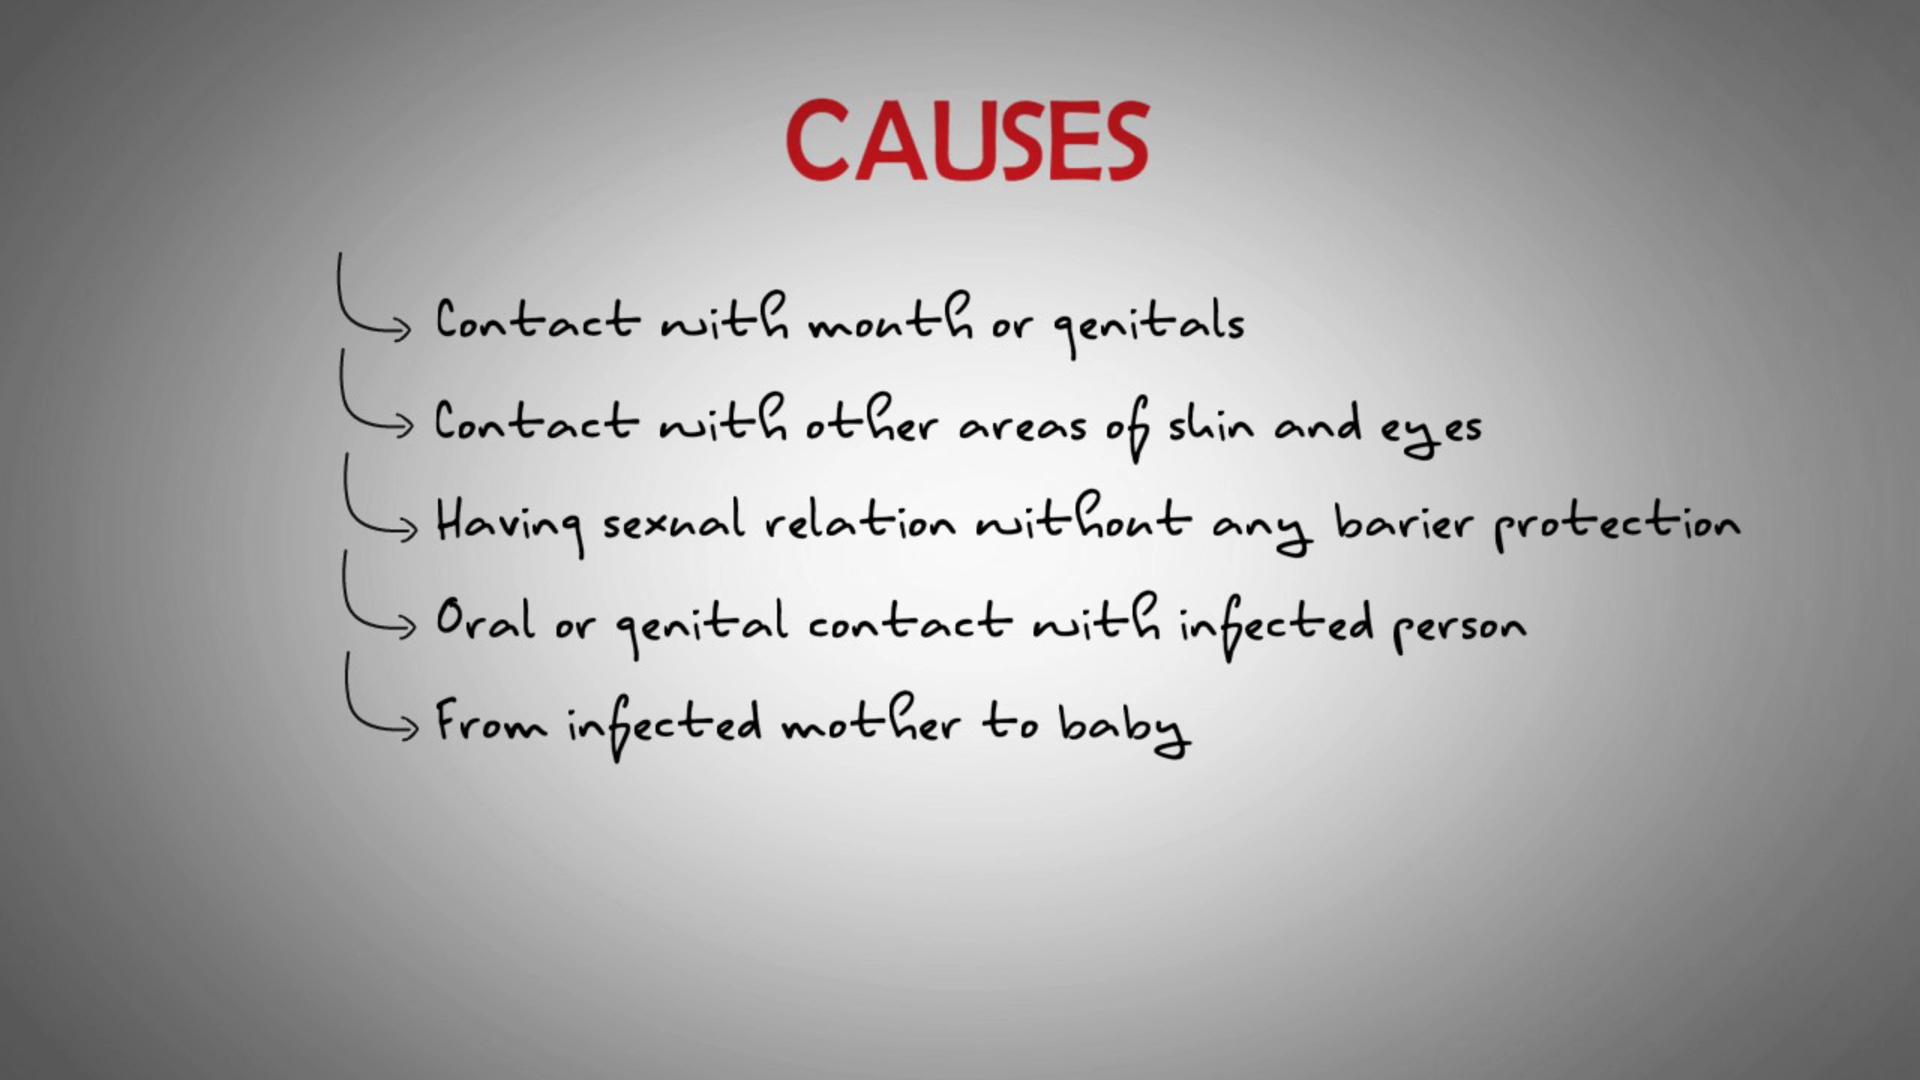 CAUSES
Contact with mouth or genitals
Contact with other areas of skin and eyes
Having sexual relation without any barier protection
Oral or genital contact with infected person
From infected mother to baby